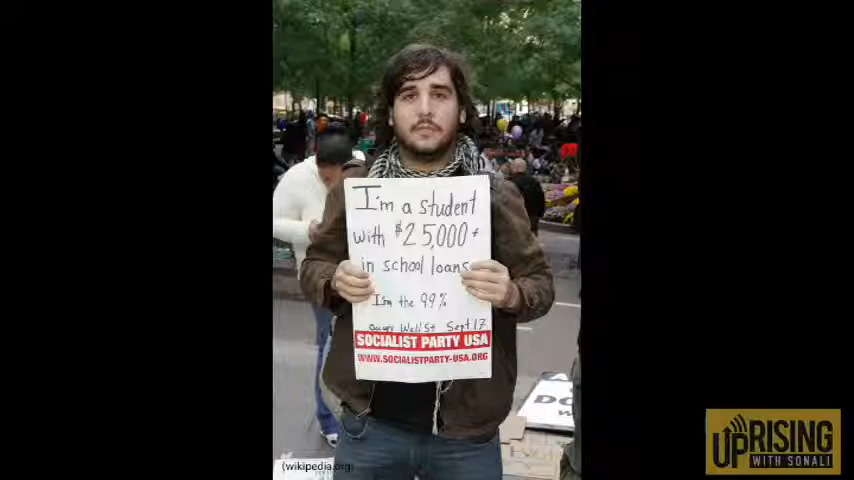 I'm a student
with $25,000+
in school loans
I'm the 99%
Occupy Wall St Sept 17
SOCIALIST PARTY USA
WWW.SOCIALISTPARTY-USA.ORG
DO
(wikipedia.org)
UPRISING
WITH SONALI